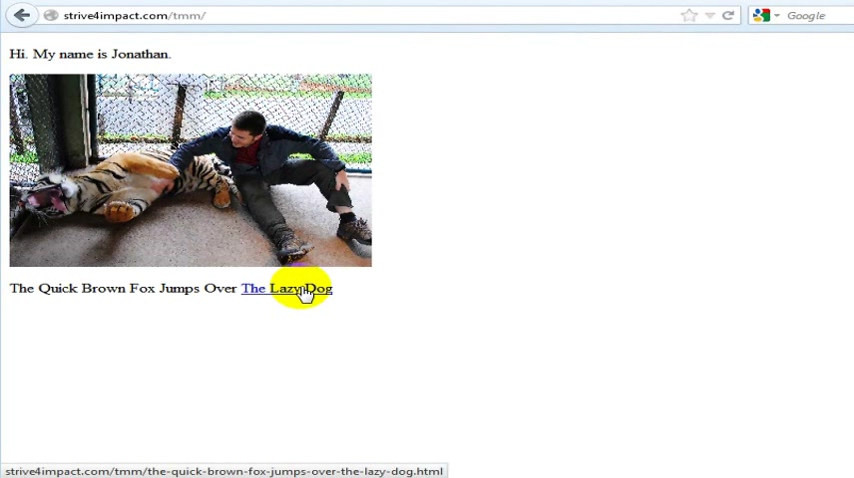 strive4impact.com/tmm/
Google
Hi. My name is Jonathan.
The Quick Brown Fox Jumps Over The Lazy Dog
strive4impact.com/tmm/the-quick-brown-fox-jumps-over-the-lazy-dog.html